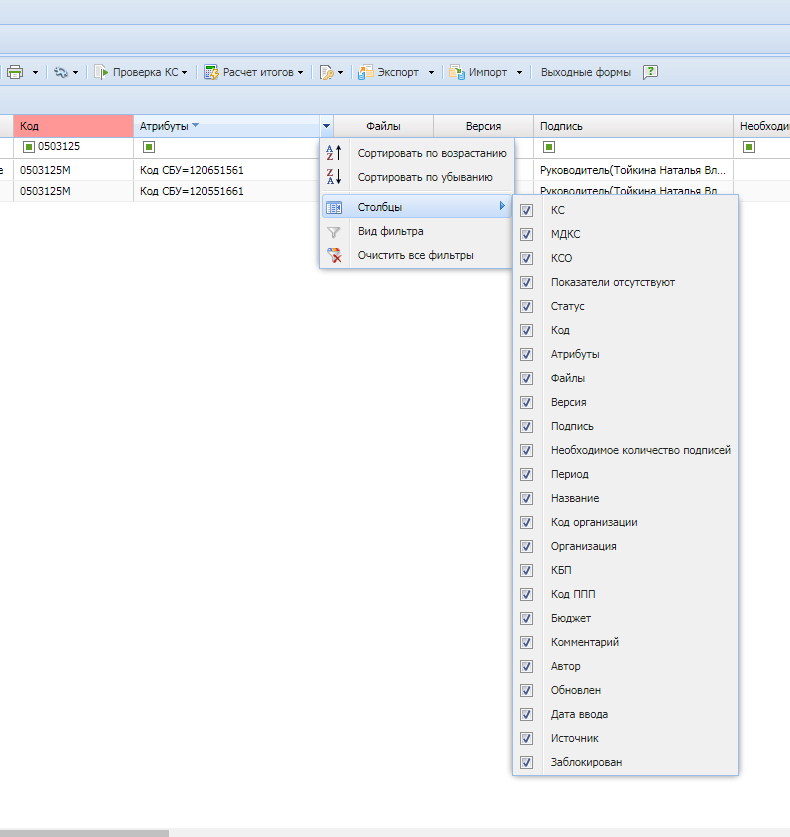 Проверка КС Расчет итогов Экспорт Импорт Выходные формы
Код Атрибуты Файлы Версия Подпись Необходи
0503125
е 0503125М Код СБУ=120651561 Руководитель(Тойкина Наталья Вл...
0503125М Код СБУ=120551661 Руководитель(Тойкина Наталья Вл
Сортировать по возрастанию
Сортировать по убыванию
Столбцы
Вид фильтра
Очистить все фильтры
КС
МДКС
КСО
Показатели отсутствуют
Статус
Код
Атрибуты
Файлы
Версия
Подпись
Необходимое количество подписей
Период
Название
Код организации
Организация
КБП
Код ППП
Бюджет
Комментарий
Автор
Обновлен
Дата ввода
Источник
Заблокирован